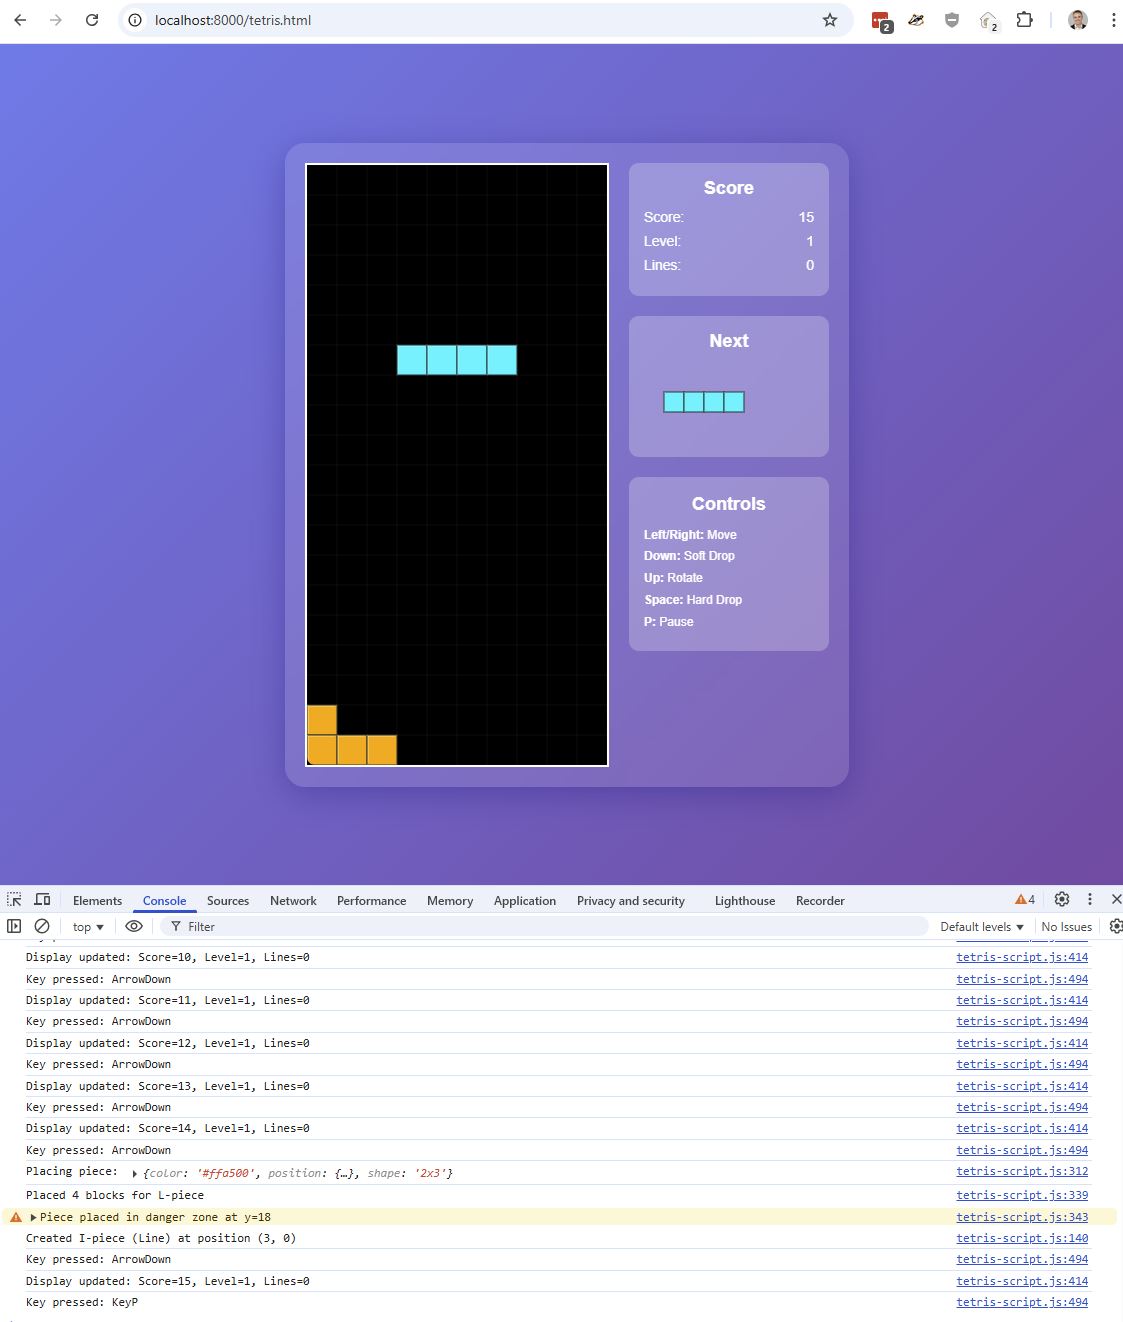 localhost:8000/tetris.html
2
2
Score
Score: 15
Level: 1
Lines: 0
Next
Controls
Left/Right: Move
Down: Soft Drop
Up: Rotate
Space: Hard Drop
P: Pause
Elements Console Sources Network Performance Memory Application Privacy and security Lighthouse Recorder 4
top Filter Default levels No Issues
Display updated: Score=10, Level=1, Lines=0 tetris-script.js:414
Key pressed: ArrowDown tetris-script.js:494
Display updated: Score=11, Level=1, Lines=0 tetris-script.js:414
Key pressed: ArrowDown tetris-script.js:494
Display updated: Score=12, Level=1, Lines=0 tetris-script.js:414
Key pressed: ArrowDown tetris-script.js:494
Display updated: Score=13, Level=1, Lines=0 tetris-script.js:414
Key pressed: ArrowDown tetris-script.js:494
Display updated: Score=14, Level=1, Lines=0 tetris-script.js:414
Key pressed: ArrowDown tetris-script.js:494
Placing piece: {color: '#ffa500', position: {…}, shape: '2x3'} tetris-script.js:312
Placed 4 blocks for L-piece tetris-script.js:339
Piece placed in danger zone at y=18 tetris-script.js:343
Created I-piece (Line) at position (3, 0) tetris-script.js:140
Key pressed: ArrowDown tetris-script.js:494
Display updated: Score=15, Level=1, Lines=0 tetris-script.js:414
Key pressed: KeyP tetris-script.js:494